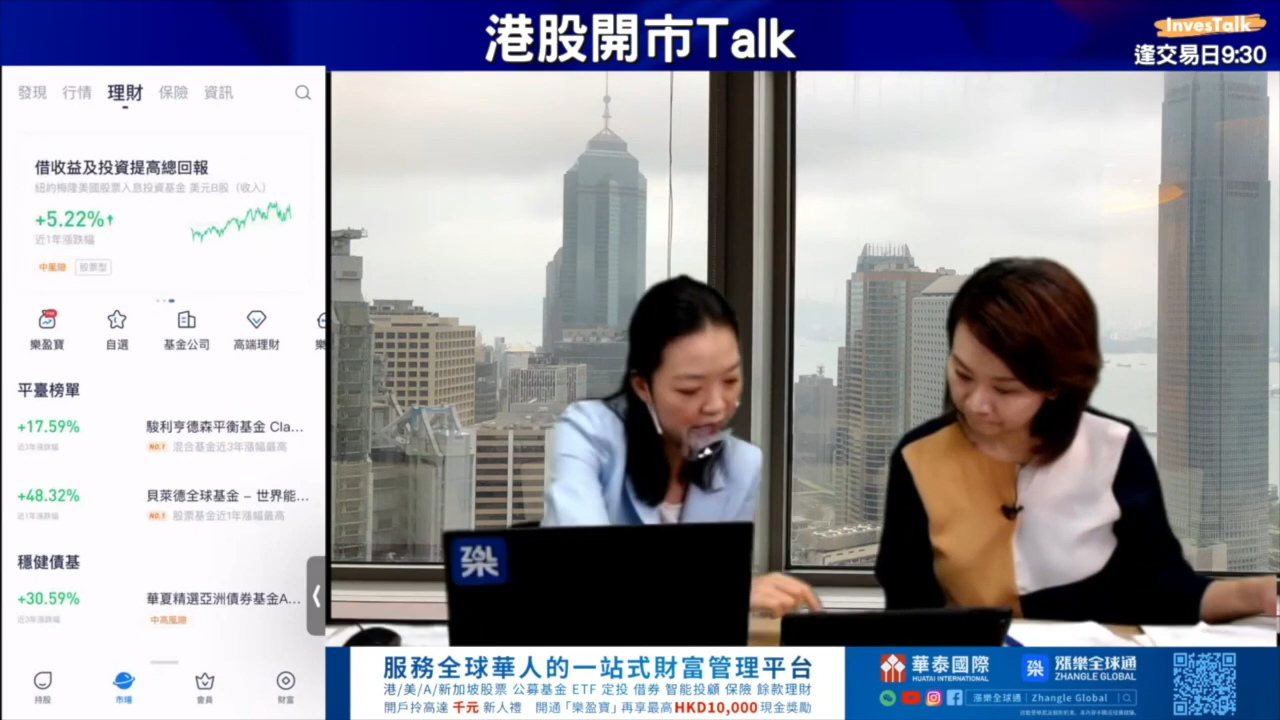 港股開市Talk
InvesTalk
逢交易日9:30
發現 行情 理財 保險 資訊
借收益及投資提高總回報
紐約梅隆美國股票入息投資基金 美元B股（收入）
+5.22%↑
近1年漲跌幅
中風險 股票型
樂盈寶 自選 基金公司 高端理財 樂
平臺榜單
+17.59% 駿利亨德森平衡基金 Cla...
近3年漲跌幅 NO.1 混合基金近3年漲幅最高
+48.32% 貝萊德全球基金 - 世界能...
近1年漲跌幅 NO.1 股票基金近1年漲幅最高
穩健債基
+30.59% 華夏精選亞洲債券基金A...
近3年漲跌幅 中高風險
持股 市場 會員 財富
樂
服務全球華人的一站式財富管理平台
港/美/A/新加坡股票 公募基金 ETF 定投 借券 智能投顧 保險 餘款理財
開戶拎高達 千元 新人禮 開通「樂盈寶」再享最高HKD10,000現金獎勵
華泰國際
HUATAI INTERNATIONAL
樂 漲樂全球通
ZHANGLE GLOBAL
漲樂全球通 | Zhangle Global